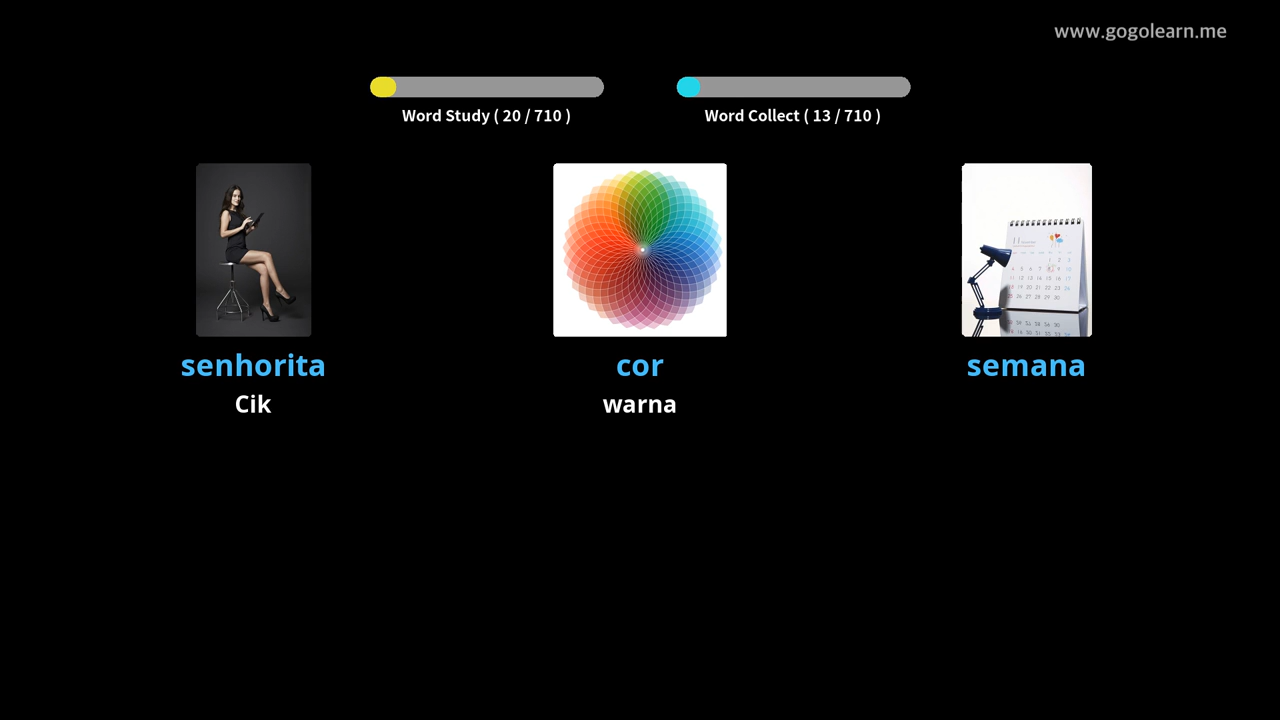 www.gogolearn.me
Word Study ( 20 / 710 )
Word Collect ( 13 / 710 )
senhorita
cor
semana
Cik
warna